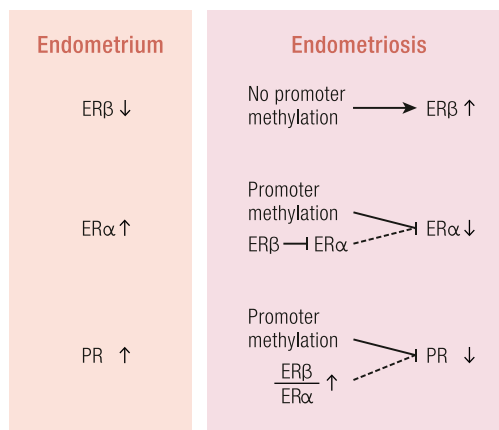 Endometrium
Endometriosis
ERβ ↓
No promoter
methylation
ERβ ↑
ERα ↑
Promoter
methylation
ERβ ERα
ERα ↓
PR ↑
Promoter
methylation
ERβ
ERα
↑
PR ↓